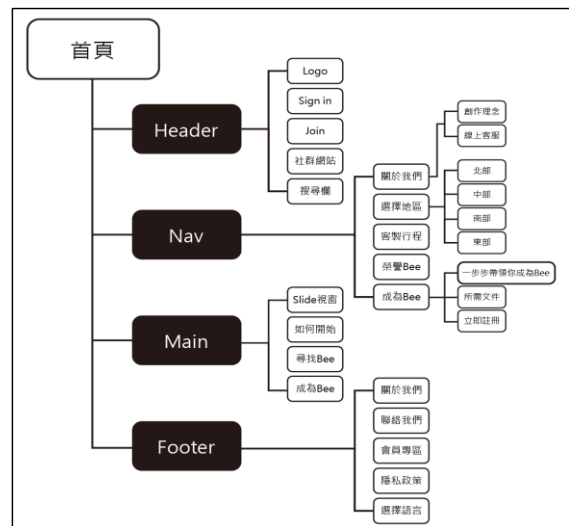 首頁
Header
Logo
Sign in
Join
社群網站
搜尋欄
Nav
關於我們
創作理念
線上客服
選擇地區
北部
中部
南部
東部
客製行程
榮譽Bee
成為Bee
一步步帶領你成為Bee
所需文件
立即註冊
Main
Slide視窗
如何開始
尋找Bee
成為Bee
Footer
關於我們
聯絡我們
會員專區
隱私政策
選擇語言